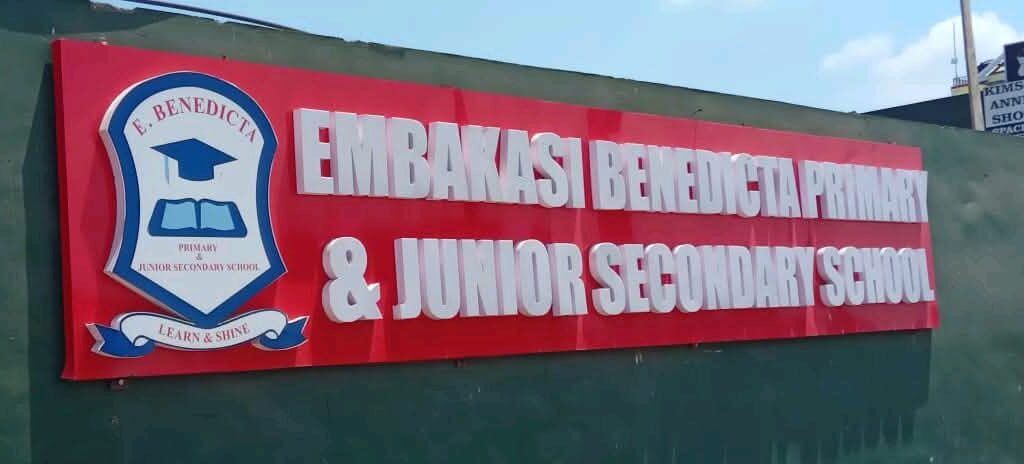 E. BENEDICTA
PRIMARY
&
JUNIOR SECONDARY SCHOOL
LEARN & SHINE
EMBAKASI BENEDICTA PRIMARY
& JUNIOR SECONDARY SCHOOL